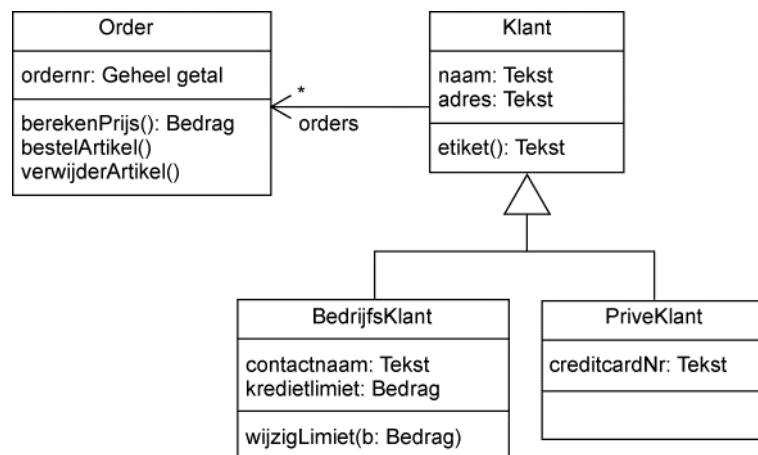 Order
ordernr: Geheel getal
berekenPrijs(): Bedrag
bestelArtikel()
verwijderArtikel()
*
orders
Klant
naam: Tekst
adres: Tekst
etiket(): Tekst
BedrijfsKlant
contactnaam: Tekst
kredietlimiet: Bedrag
wijzigLimiet(b: Bedrag)
PriveKlant
creditcardNr: Tekst